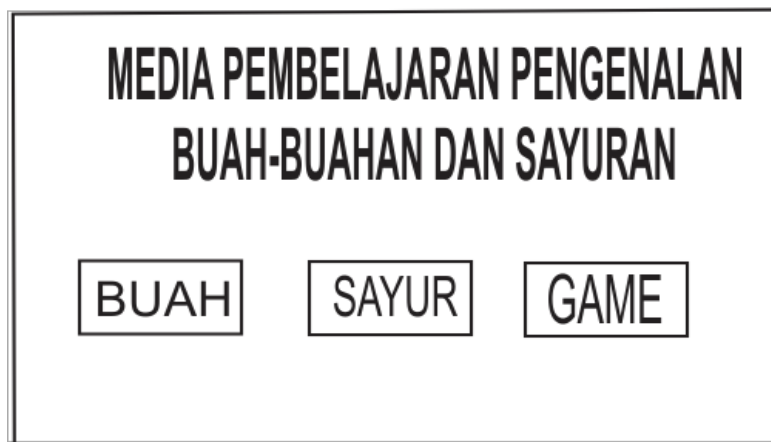 MEDIA PEMBELAJARAN PENGENALAN
BUAH-BUAHAN DAN SAYURAN
BUAH
SAYUR
GAME